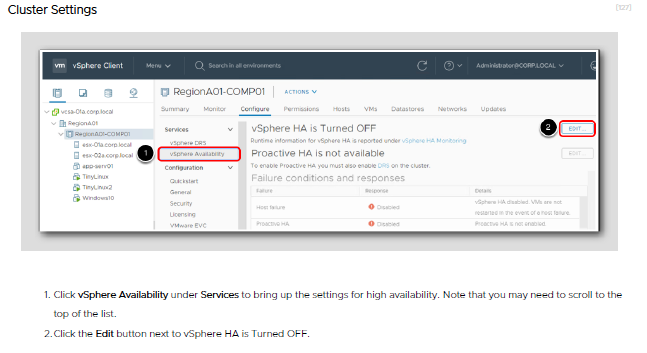 Cluster Settings
[327]
vm vSphere Client Menu Search in all environments Administrator@CORP.LOCAL
RegionA01-COMP01 ACTIONS
Summary Monitor Configure Permissions Hosts VMs Datastores Networks Updates
vcsa-01a.corp.local
RegionA01
RegionA01-COMP01
esx-01a.corp.local
esx-02a.corp.local
app-serv01
TinyLinux
TinyLinux2
Windows10
Services
vSphere DRS
1 vSphere Availability
Configuration
Quickstart
General
Security
Licensing
VMware EVC
vSphere HA is Turned OFF
2 EDIT...
Runtime information for vSphere HA is reported under vSphere HA Monitoring
Proactive HA is not available
EDIT...
To enable Proactive HA you must also enable DRS on the cluster.
Failure conditions and responses
Failure Response Details
Host failure Disabled vSphere HA disabled. VMs are not
restarted in the event of a host failure.
Proactive HA Disabled Proactive HA is not enabled.
1. Click vSphere Availability under Services to bring up the settings for high availability. Note that you may need to scroll to the
top of the list.
2. Click the Edit button next to vSphere HA is Turned OFF.